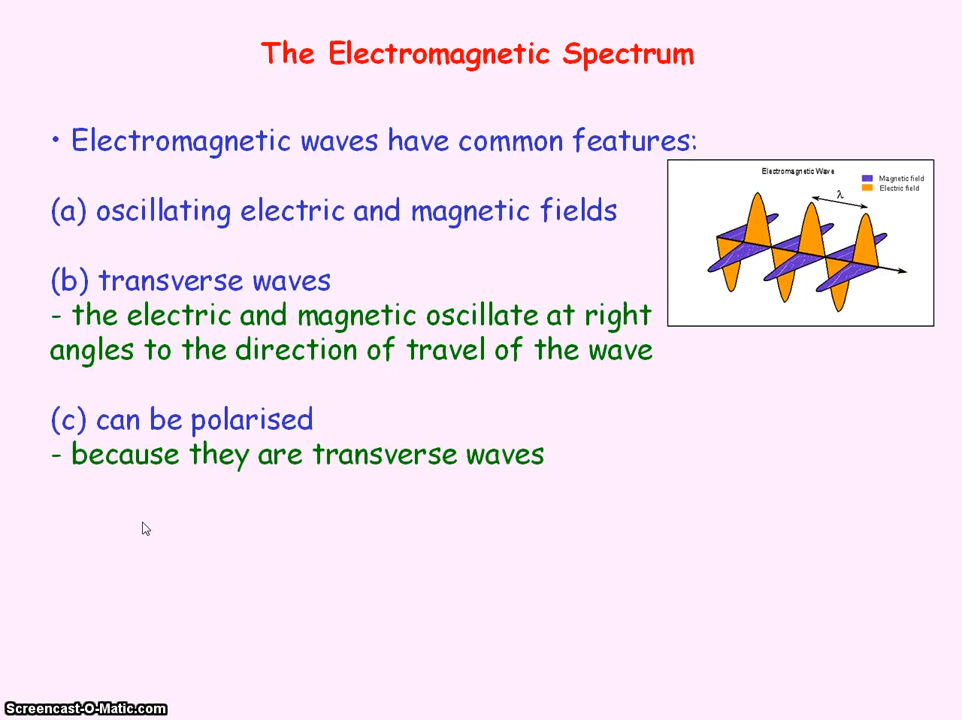 The Electromagnetic Spectrum
• Electromagnetic waves have common features:
(a) oscillating electric and magnetic fields
(b) transverse waves
- the electric and magnetic oscillate at right
angles to the direction of travel of the wave
(c) can be polarised
- because they are transverse waves
Electromagnetic Wave
Magnetic field
Electric field
λ
Screencast-O-Matic.com